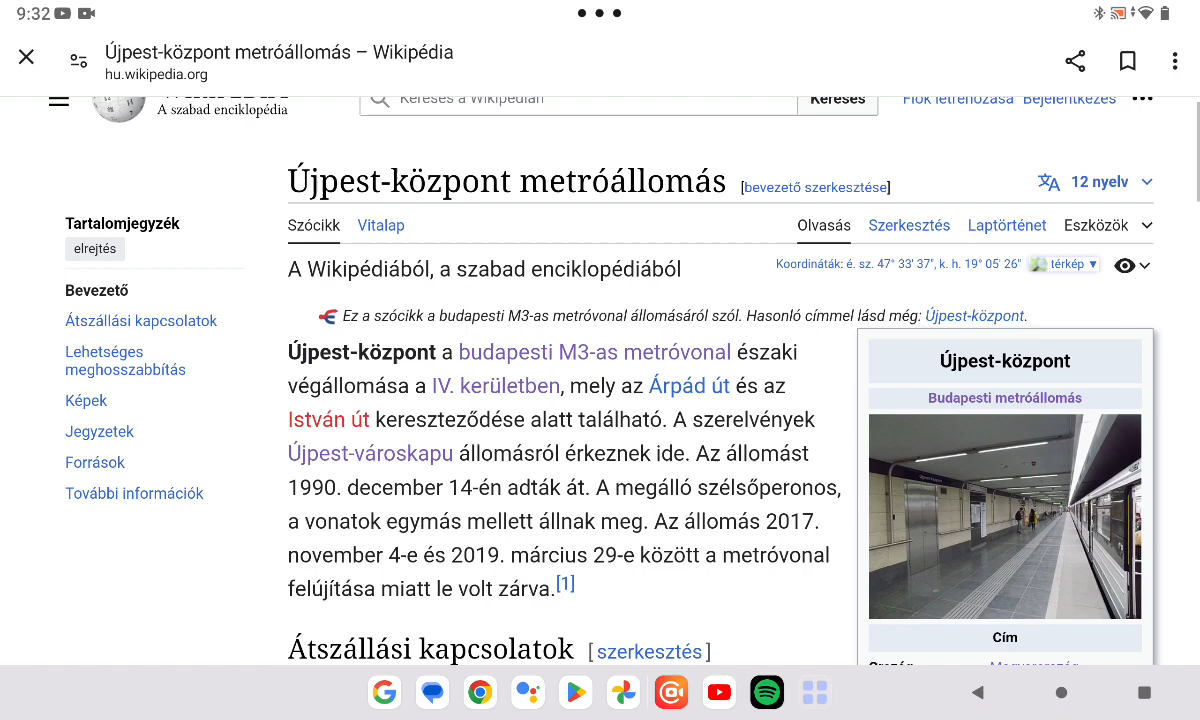 9:32
Újpest-központ metróállomás – Wikipédia
hu.wikipedia.org
A szabad enciklopédia
Keresés a Wikipédián
Keresés
Fiók létrehozása Bejelentkezés
Újpest-központ metróállomás [bevezető szerkesztése]
12 nyelv
Szócikk Vitalap
Olvasás Szerkesztés Laptörténet Eszközök
A Wikipédiából, a szabad enciklopédiából
Koordináták: é. sz. 47° 33′ 37″, k. h. 19° 05′ 26″ térkép ▼
Tartalomjegyzék
elrejtés
Bevezető
Átszállási kapcsolatok
Lehetséges
meghosszabbítás
Képek
Jegyzetek
Források
További információk
Ez a szócikk a budapesti M3-as metróvonal állomásáról szól. Hasonló címmel lásd még: Újpest-központ.
Újpest-központ a budapesti M3-as metróvonal északi
végállomása a IV. kerületben, mely az Árpád út és az
István út kereszteződése alatt található. A szerelvények
Újpest-városkapu állomásról érkeznek ide. Az állomást
1990. december 14-én adták át. A megálló szélsőperonos,
a vonatok egymás mellett állnak meg. Az állomás 2017.
november 4-e és 2019. március 29-e között a metróvonal
felújítása miatt le volt zárva.[1]
Átszállási kapcsolatok [szerkesztés]
Újpest-központ
Budapesti metróállomás
Cím
Ország Magyarország